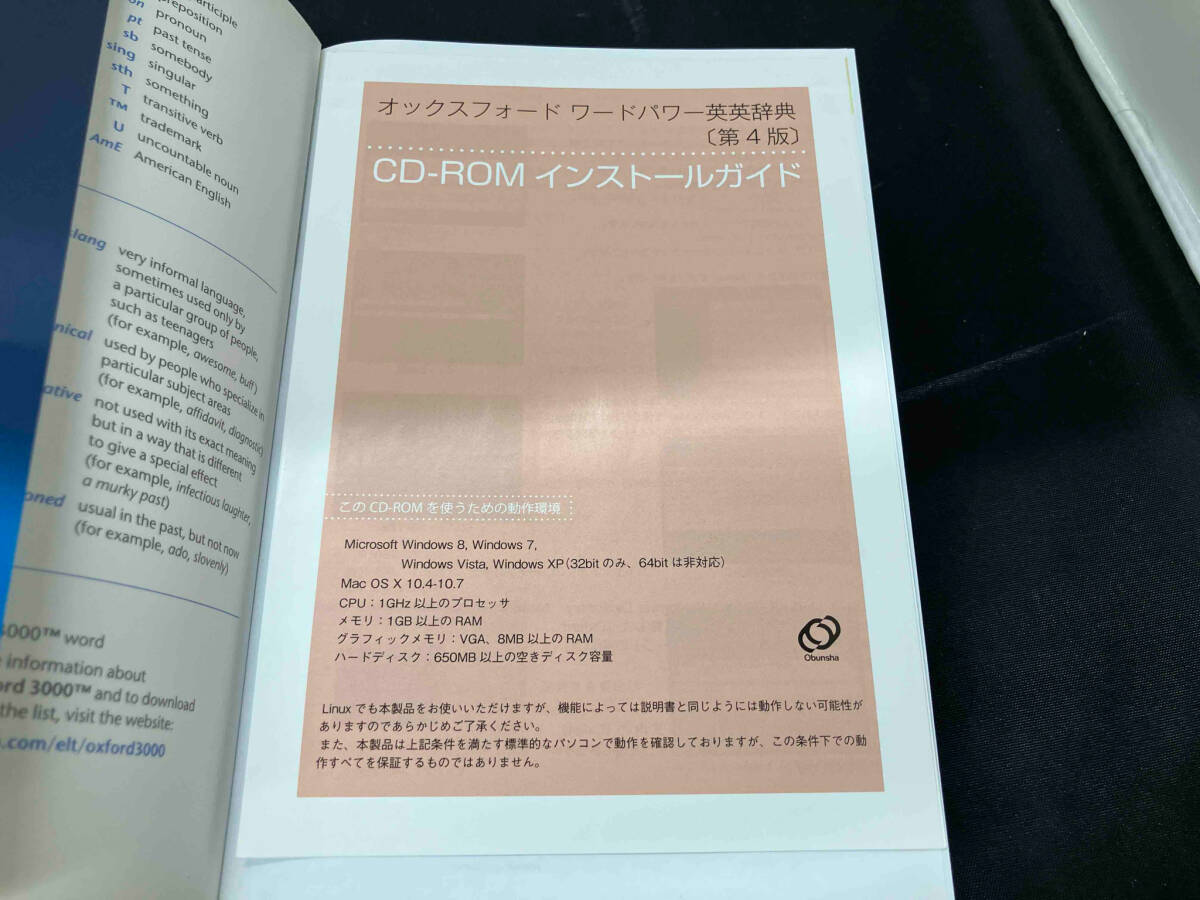 preposition
pronoun
pt past tense
sb somebody
sing singular
sth something
T transitive verb
TM trademark
U uncountable noun
AmE American English
slang very informal language,
sometimes used only by
a particular group of people,
such as teenagers
(for example, awesome, buff)
used by people who specialize in
particular subject areas
(for example, affidavit, diagnostic)
not used with its exact meaning
but in a way that is different
to give a special effect
(for example, infectious laughter,
a murky past)
usual in the past, but not now
(for example, ado, slovenly)
3000™ word
information about
3000™ and to download
the list, visit the website:
.com/elt/oxford3000
オックスフォード ワードパワー英英辞典
〔第4版〕
CD-ROM インストールガイド
この CD-ROM を使うための動作環境
Microsoft Windows 8, Windows 7,
Windows Vista, Windows XP(32bit のみ、64bit は非対応)
Mac OS X 10.4-10.7
CPU：1GHz 以上のプロセッサ
メモリ：1GB 以上の RAM
グラフィックメモリ：VGA、8MB 以上の RAM
ハードディスク：650MB 以上の空きディスク容量
Obunsha
Linux でも本製品をお使いいただけますが、機能によっては説明書と同じようには動作しない可能性が
ありますのであらかじめご了承ください。
また、本製品は上記条件を満たす標準的なパソコンで動作を確認しておりますが、この条件下での動
作すべてを保証するものではありません。